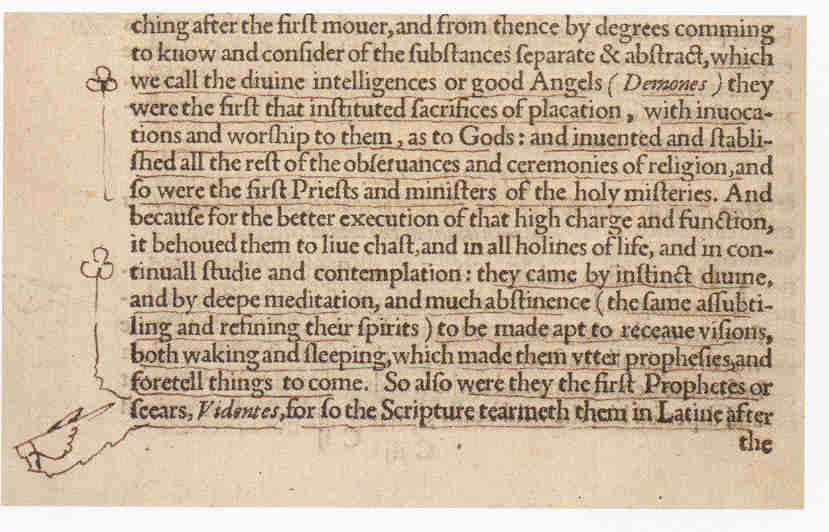 ching after the firſt mouer, and from thence by degrees comming
to know and conſider of the ſubſtances ſeparate & abſtract, which
we call the diuine intelligences or good Angels ( Demones ) they
were the firſt that inſtituted ſacrifices of placation, with inuoca-
tions and worſhip to them, as to Gods: and inuented and ſtabli-
ſhed all the reſt of the obſeruances and ceremonies of religion, and
ſo were the firſt Prieſts and miniſters of the holy miſteries. And
becauſe for the better execution of that high charge and function,
it behoued them to liue chaſt, and in all holines of life, and in con-
tinuall ſtudie and contemplation: they came by inſtinct diuine,
and by deepe meditation, and much abſtinence ( the ſame aſſubti-
ling and refining their ſpirits ) to be made apt to receaue viſions,
both waking and ſleeping, which made them vtter propheſies, and
foretell things to come. So alſo were they the firſt Prophetes or
ſeears, Videntes, for ſo the Scripture tearmeth them in Latine after
the